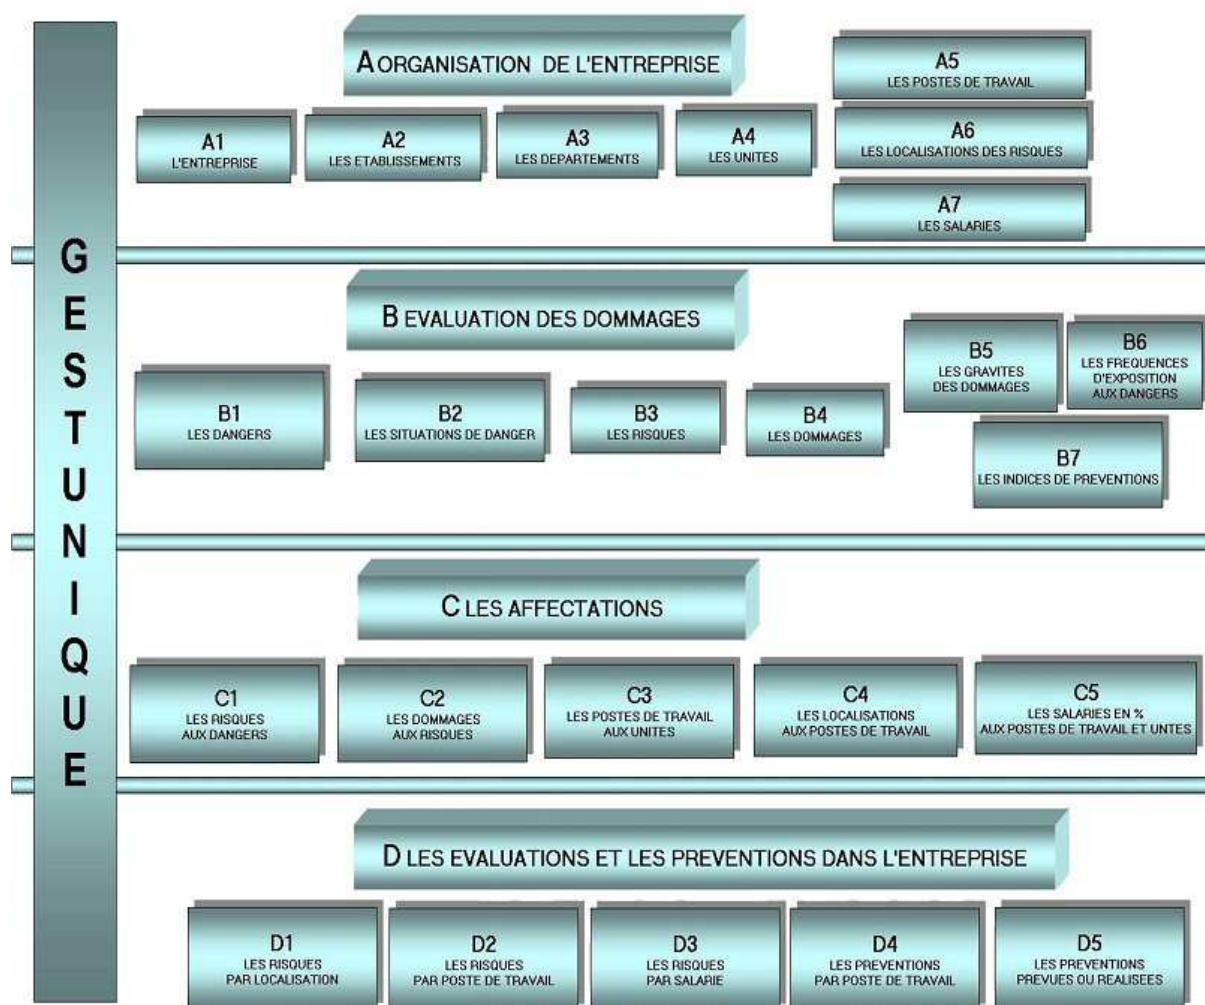 GESTUNIQUE
A ORGANISATION DE L'ENTREPRISE
A1
L'ENTREPRISE
A2
LES ETABLISSEMENTS
A3
LES DEPARTEMENTS
A4
LES UNITES
A5
LES POSTES DE TRAVAIL
A6
LES LOCALISATIONS DES RISQUES
A7
LES SALARIES
B EVALUATION DES DOMMAGES
B1
LES DANGERS
B2
LES SITUATIONS DE DANGER
B3
LES RISQUES
B4
LES DOMMAGES
B5
LES GRAVITES
DES DOMMAGES
B6
LES FREQUENCES
D'EXPOSITION
AUX DANGERS
B7
LES INDICES DE PREVENTIONS
C LES AFFECTATIONS
C1
LES RISQUES
AUX DANGERS
C2
LES DOMMAGES
AUX RISQUES
C3
LES POSTES DE TRAVAIL
AUX UNITES
C4
LES LOCALISATIONS
AUX POSTES DE TRAVAIL
C5
LES SALARIES EN %
AUX POSTES DE TRAVAIL ET UNTES
D LES EVALUATIONS ET LES PREVENTIONS DANS L'ENTREPRISE
D1
LES RISQUES
PAR LOCALISATION
D2
LES RISQUES
PAR POSTE DE TRAVAIL
D3
LES RISQUES
PAR SALARIE
D4
LES PREVENTIONS
PAR POSTE DE TRAVAIL
D5
LES PREVENTIONS
PREVUES OU REALISEES